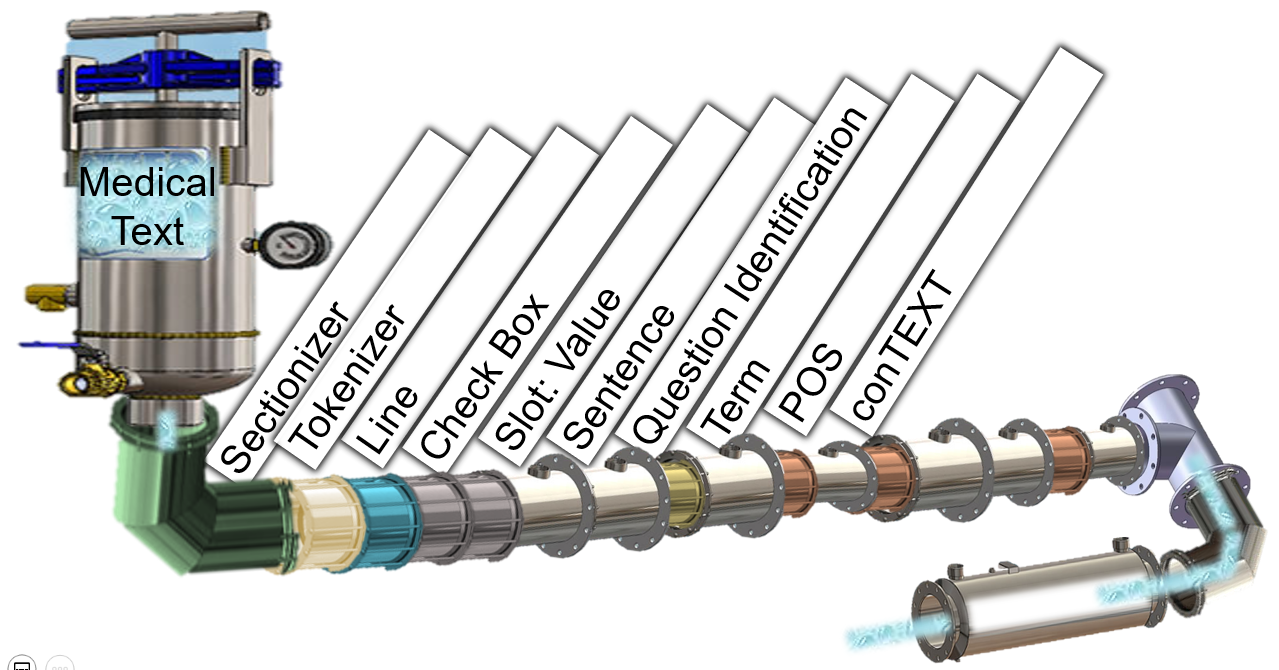 Medical
Text
Sectionizer
Tokenizer
Line
Check Box
Slot: Value
Sentence
Question Identification
Term
POS
conTEXT